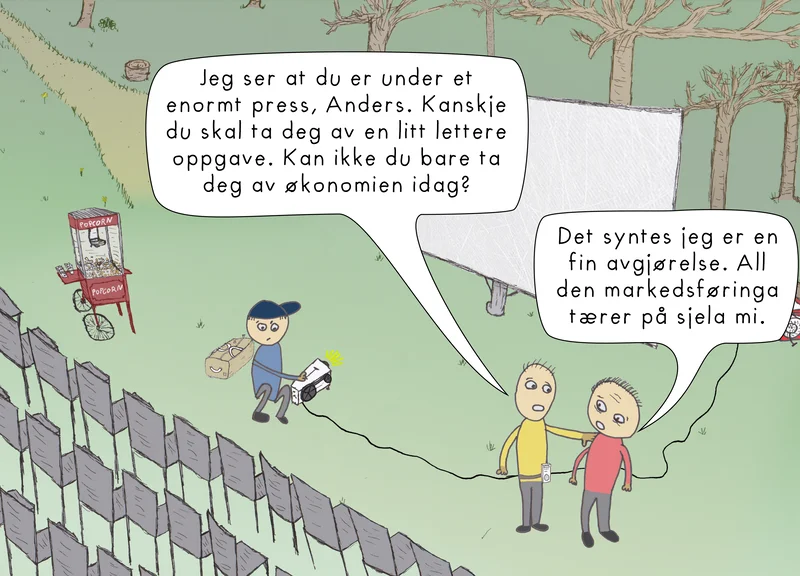 Jeg ser at du er under et
enormt press, Anders. Kanskje
du skal ta deg av en litt lettere
oppgave. Kan ikke du bare ta
deg av økonomien idag?
Det syntes jeg er en
fin avgjørelse. All
den markedsføringa
tærer på sjela mi.
POPCORN
POPCORN